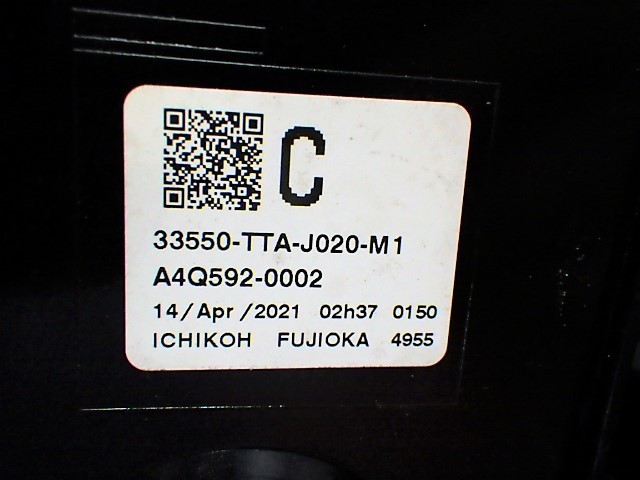 C
33550-TTA-J020-M1
A4Q592-0002
14/Apr/2021 02h37 0150
ICHIKOH FUJIOKA 4955